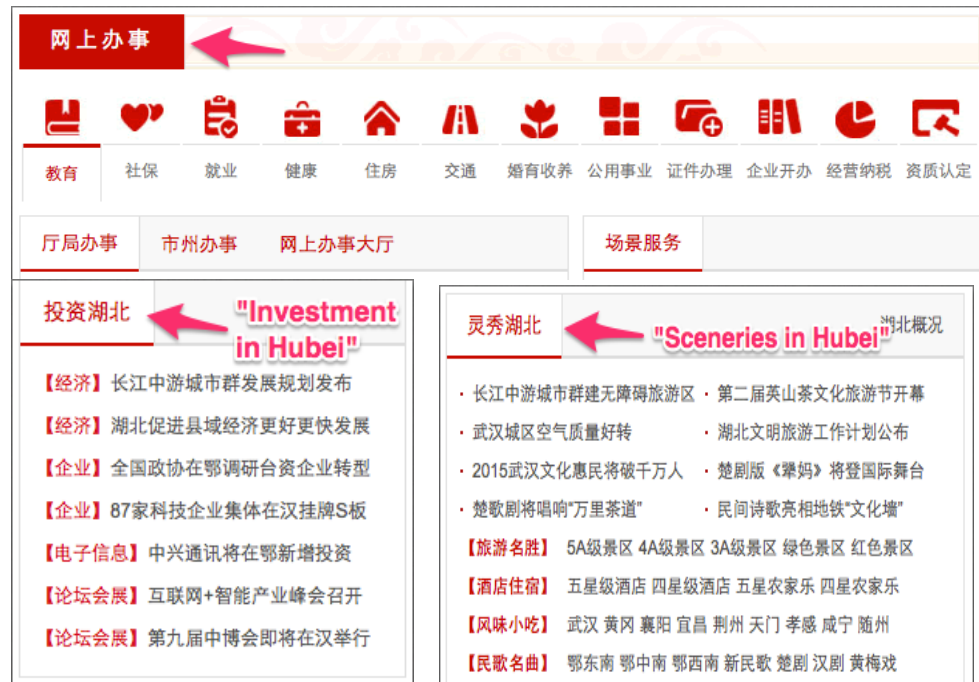 网上办事
教育 社保 就业 健康 住房 交通 婚育收养 公用事业 证件办理 企业开办 经营纳税 资质认定
厅局办事 市州办事 网上办事大厅
场景服务
投资湖北
"Investment
in Hubei"
【经济】长江中游城市群发展规划发布
【经济】湖北促进县域经济更好更快发展
【企业】全国政协在鄂调研台资企业转型
【企业】87家科技企业集体在汉挂牌S板
【电子信息】中兴通讯将在鄂新增投资
【论坛会展】互联网+智能产业峰会召开
【论坛会展】第九届中博会即将在汉举行
灵秀湖北
"Sceneries in Hubei"
湖北概况
· 长江中游城市群建无障碍旅游区 · 第二届英山茶文化旅游节开幕
· 武汉城区空气质量好转 · 湖北文明旅游工作计划公布
· 2015武汉文化惠民将破千万人 · 楚剧版《犟妈》将登国际舞台
· 楚歌剧将唱响"万里茶道" · 民间诗歌亮相地铁"文化墙"
【旅游名胜】 5A级景区 4A级景区 3A级景区 绿色景区 红色景区
【酒店住宿】 五星级酒店 四星级酒店 五星农家乐 四星农家乐
【风味小吃】 武汉 黄冈 襄阳 宜昌 荆州 天门 孝感 咸宁 随州
【民歌名曲】 鄂东南 鄂中南 鄂西南 新民歌 楚剧 汉剧 黄梅戏